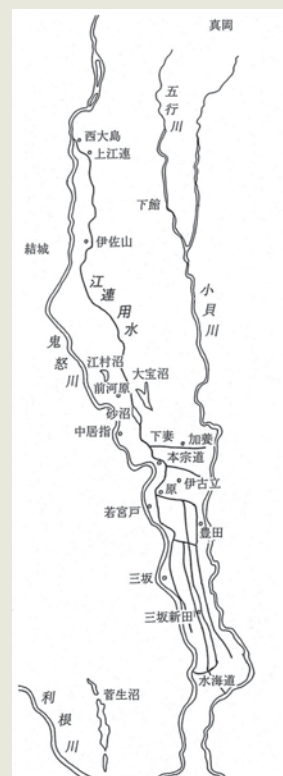 真岡
五行川
西大島
上江連
下館
伊佐山
結城
江連用水
小貝川
鬼怒川
江村沼
大宝沼
前河原
砂沼
中居指
下妻
加養
本宗道
伊古立
原
若宮戸
豊田
三坂
三坂新田
水海道
菅生沼
利根川